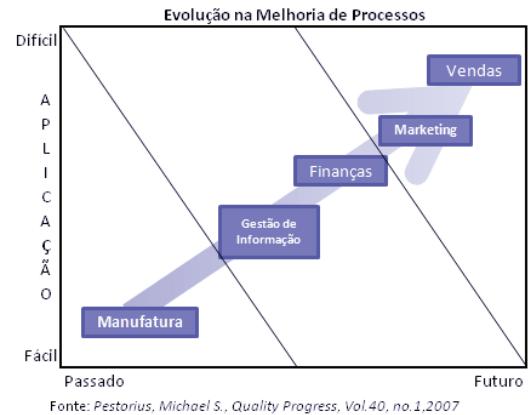 Evolução na Melhoria de Processos
Difícil
APLICAÇÃO
Fácil
Vendas
Marketing
Finanças
Gestão de
Informação
Manufatura
Passado
Futuro
Fonte: Pestorius, Michael S., Quality Progress, Vol.40, no.1,2007